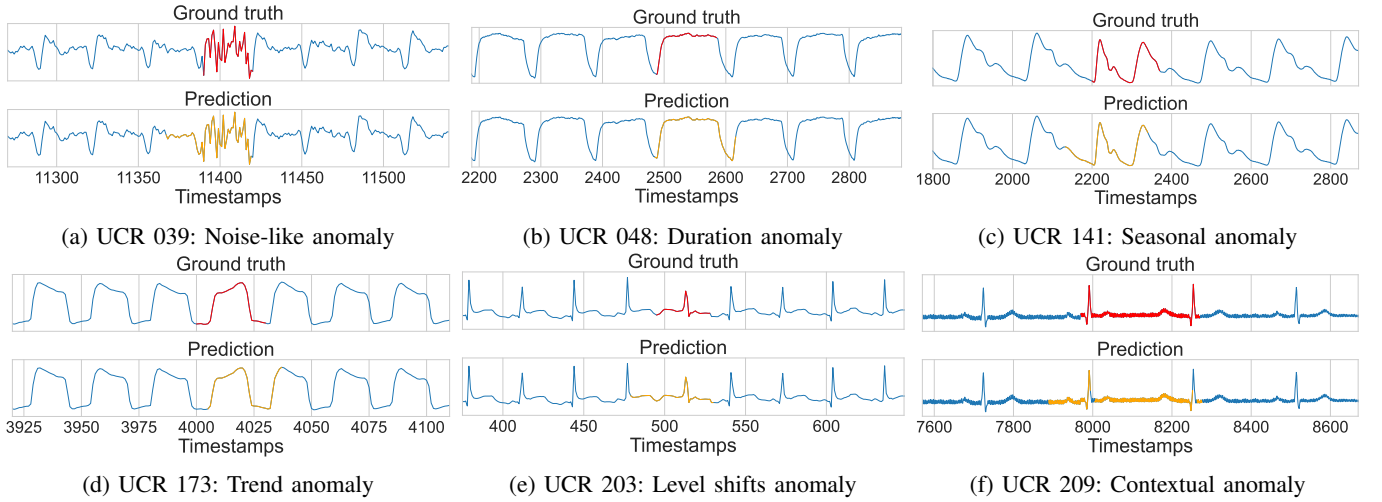 Ground truth
Prediction
11300 11350 11400 11450 11500
Timestamps
(a) UCR 039: Noise-like anomaly
Ground truth
Prediction
2200 2300 2400 2500 2600 2700 2800
Timestamps
(b) UCR 048: Duration anomaly
Ground truth
Prediction
1800 2000 2200 2400 2600 2800
Timestamps
(c) UCR 141: Seasonal anomaly
Ground truth
Prediction
3925 3950 3975 4000 4025 4050 4075 4100
Timestamps
(d) UCR 173: Trend anomaly
Ground truth
Prediction
400 450 500 550 600
Timestamps
(e) UCR 203: Level shifts anomaly
Ground truth
Prediction
7600 7800 8000 8200 8400 8600
Timestamps
(f) UCR 209: Contextual anomaly